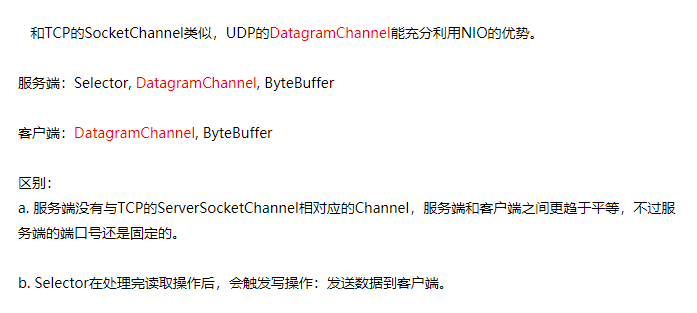 和TCP的SocketChannel类似，UDP的DatagramChannel能充分利用NIO的优势。
服务端：Selector, DatagramChannel, ByteBuffer
客户端：DatagramChannel, ByteBuffer
区别：
a. 服务端没有与TCP的ServerSocketChannel相对应的Channel，服务端和客户端之间更趋于平等，不过服
务端的端口号还是固定的。
b. Selector在处理完读取操作后，会触发写操作：发送数据到客户端。